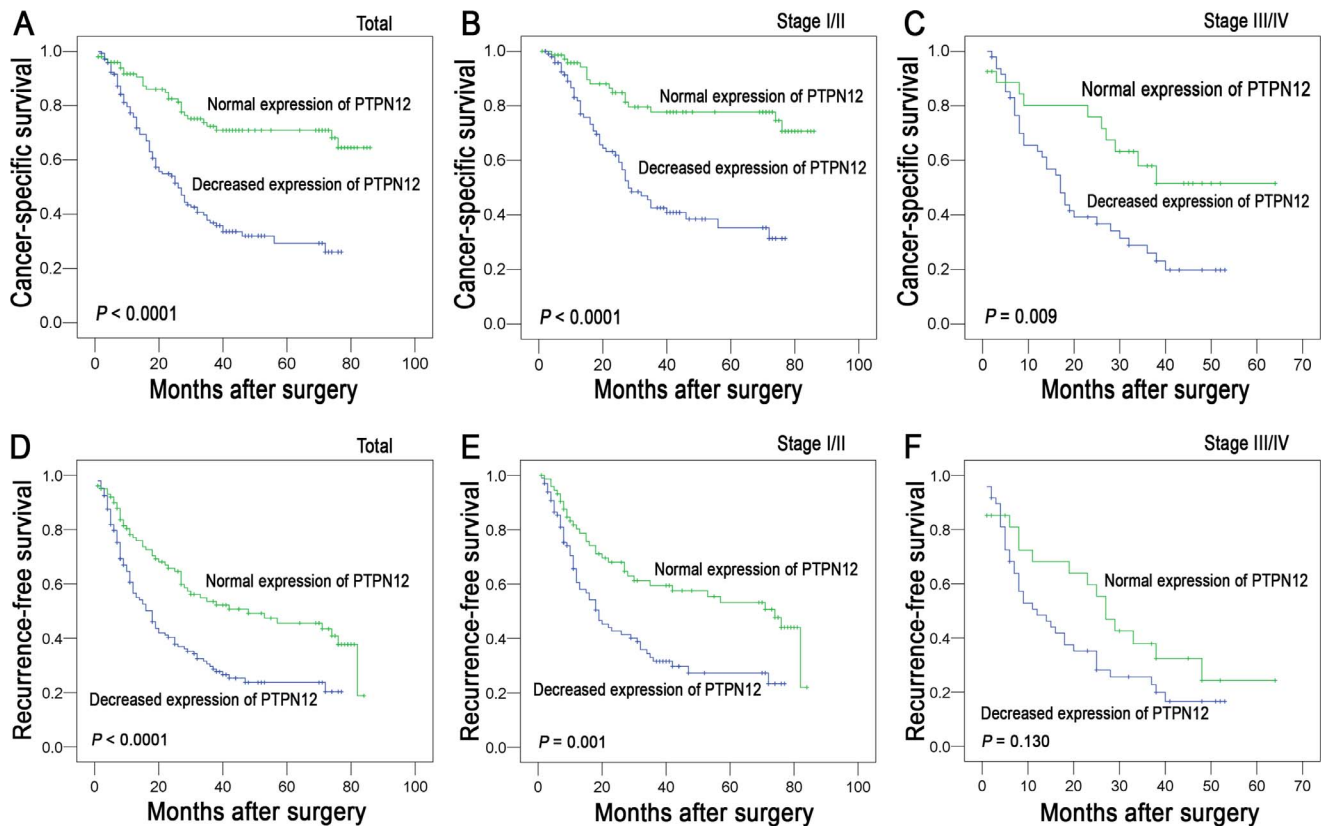 A
Total
Cancer-specific survival
1.0
0.8
0.6
0.4
0.2
0.0
Normal expression of PTPN12
Decreased expression of PTPN12
P < 0.0001
0 20 40 60 80 100
Months after surgery
B
Stage I/II
Cancer-specific survival
1.0
0.8
0.6
0.4
0.2
0.0
Normal expression of PTPN12
Decreased expression of PTPN12
P < 0.0001
0 20 40 60 80 100
Months after surgery
C
Stage III/IV
Cancer-specific survival
1.0
0.8
0.6
0.4
0.2
0.0
Normal expression of PTPN12
Decreased expression of PTPN12
P = 0.009
0 10 20 30 40 50 60 70
Months after surgery
D
Total
Recurrence-free survival
1.0
0.8
0.6
0.4
0.2
0.0
Normal expression of PTPN12
Decreased expression of PTPN12
P < 0.0001
0 20 40 60 80 100
Months after surgery
E
Stage I/II
Recurrence-free survival
1.0
0.8
0.6
0.4
0.2
0.0
Normal expression of PTPN12
Decreased expression of PTPN12
P = 0.001
0 20 40 60 80 100
Months after surgery
F
Stage III/IV
Recurrence-free survival
1.0
0.8
0.6
0.4
0.2
0.0
Normal expression of PTPN12
Decreased expression of PTPN12
P = 0.130
0 10 20 30 40 50 60 70
Months after surgery